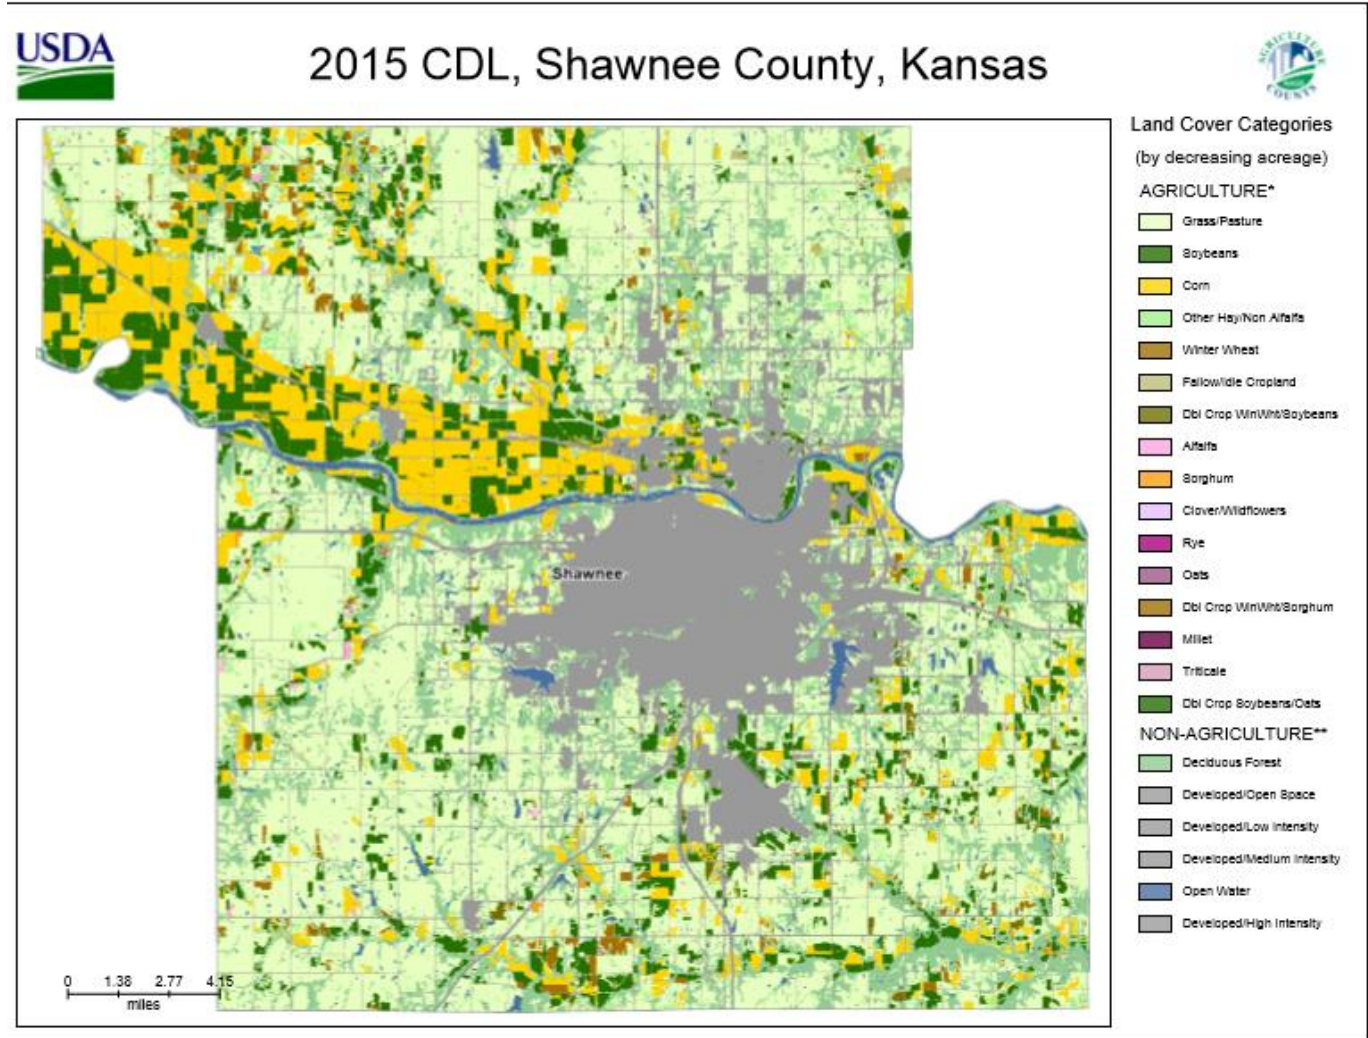 USDA
2015 CDL, Shawnee County, Kansas
AGRICULTURE
COUNTS
Land Cover Categories
(by decreasing acreage)
AGRICULTURE*
Grass/Pasture
Soybeans
Corn
Other Hay/Non Alfalfa
Winter Wheat
Fallow/Idle Cropland
Dbl Crop WinWht/Soybeans
Alfalfa
Sorghum
Clover/Wildflowers
Rye
Oats
Dbl Crop WinWht/Sorghum
Millet
Triticale
Dbl Crop Soybeans/Oats
NON-AGRICULTURE**
Deciduous Forest
Developed/Open Space
Developed/Low Intensity
Developed/Medium Intensity
Open Water
Developed/High Intensity
Shawnee
0 1.38 2.77 4.15
miles